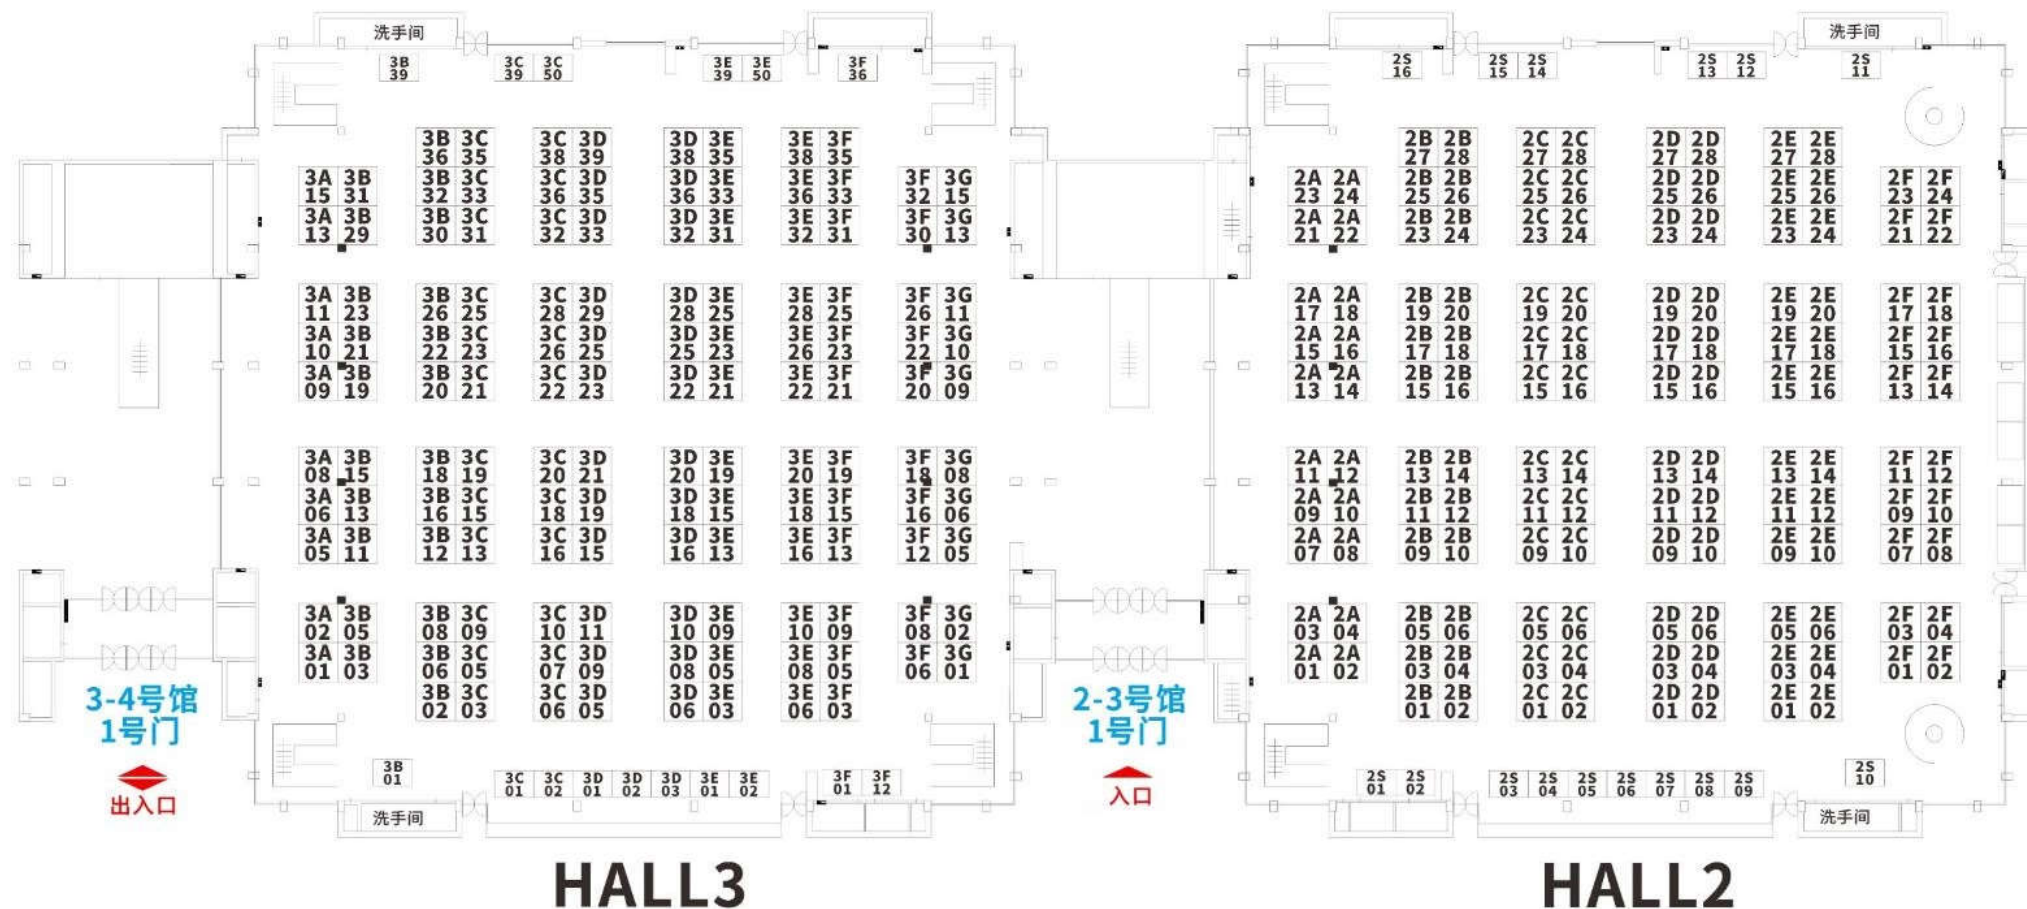 洗手间
洗手间
3B 3C 3C 3E 3E 3F 2S 2S 2S 2S 2S 2S
39 39 50 39 50 36 16 15 14 13 12 11
3B 3C 3C 3D 3D 3E 3E 3F 2B 2B 2C 2C 2D 2D 2E 2E
36 35 38 39 38 35 38 35 27 28 27 28 27 28 27 28
3A 3B 3B 3C 3C 3D 3D 3E 3E 3F 3F 3G 2A 2A 2B 2B 2C 2C 2D 2D 2E 2E 2F 2F
15 31 32 33 36 35 36 33 36 33 32 15 23 24 25 26 25 26 25 26 25 26 23 24
3A 3B 3B 3C 3C 3D 3D 3E 3E 3F 3F 3G 2A 2A 2B 2B 2C 2C 2D 2D 2E 2E 2F 2F
13 29 30 31 32 33 32 31 32 31 30 13 21 22 23 24 23 24 23 24 23 24 21 22
3A 3B 3B 3C 3C 3D 3D 3E 3E 3F 3F 3G 2A 2A 2B 2B 2C 2C 2D 2D 2E 2E 2F 2F
11 23 26 25 28 29 28 25 28 25 26 11 17 18 19 20 19 20 19 20 19 20 17 18
3A 3B 3B 3C 3C 3D 3D 3E 3E 3F 3F 3G 2A 2A 2B 2B 2C 2C 2D 2D 2E 2E 2F 2F
10 21 22 23 26 25 25 23 26 23 22 10 15 16 17 18 17 18 17 18 17 18 15 16
3A 3B 3B 3C 3C 3D 3D 3E 3E 3F 3F 3G 2A 2A 2B 2B 2C 2C 2D 2D 2E 2E 2F 2F
09 19 20 21 22 23 22 21 22 21 20 09 13 14 15 16 15 16 15 16 15 16 13 14
3A 3B 3B 3C 3C 3D 3D 3E 3E 3F 3F 3G 2A 2A 2B 2B 2C 2C 2D 2D 2E 2E 2F 2F
08 15 18 19 20 21 20 19 20 19 18 08 11 12 13 14 13 14 13 14 13 14 11 12
3A 3B 3B 3C 3C 3D 3D 3E 3E 3F 3F 3G 2A 2A 2B 2B 2C 2C 2D 2D 2E 2E 2F 2F
06 13 16 15 18 19 18 15 18 15 16 06 09 10 11 12 11 12 11 12 11 12 09 10
3A 3B 3B 3C 3C 3D 3D 3E 3E 3F 3F 3G 2A 2A 2B 2B 2C 2C 2D 2D 2E 2E 2F 2F
05 11 12 13 16 15 16 13 16 13 12 05 07 08 09 10 09 10 09 10 09 10 07 08
3A 3B 3B 3C 3C 3D 3D 3E 3E 3F 3F 3G 2A 2A 2B 2B 2C 2C 2D 2D 2E 2E 2F 2F
02 05 08 09 10 11 10 09 10 09 08 02 03 04 05 06 05 06 05 06 05 06 03 04
3A 3B 3B 3C 3C 3D 3D 3E 3E 3F 3F 3G 2A 2A 2B 2B 2C 2C 2D 2D 2E 2E 2F 2F
01 03 06 05 07 09 08 05 08 05 06 01 01 02 03 04 03 04 03 04 03 04 01 02
3B 3C 3C 3D 3D 3E 3E 3F 2B 2B 2C 2C 2D 2D 2E 2E
02 03 06 05 06 03 06 03 01 02 01 02 01 02 01 02
3-4号馆
1号门
出入口
2-3号馆
1号门
入口
3B 3C 3C 3D 3D 3D 3E 3E 3F 3F 2S 2S 2S 2S 2S 2S 2S 2S 2S 2S
01 01 02 01 02 03 01 02 01 12 01 02 03 04 05 06 07 08 09 10
洗手间
洗手间
HALL3
HALL2